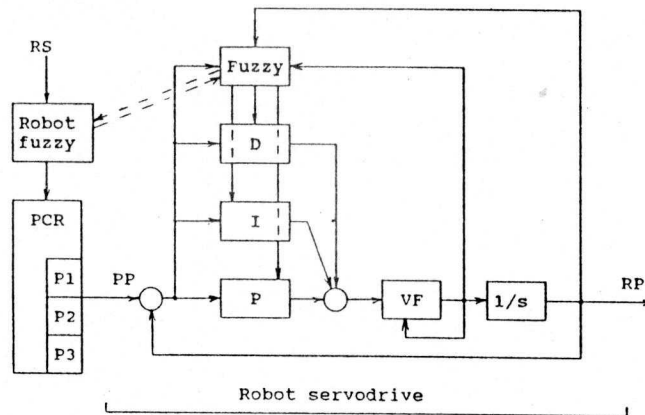 RS
Fuzzy
Robot
fuzzy
D
PCR
I
P1
PP
P
VF
1/s
RP
P2
P3
Robot servodrive